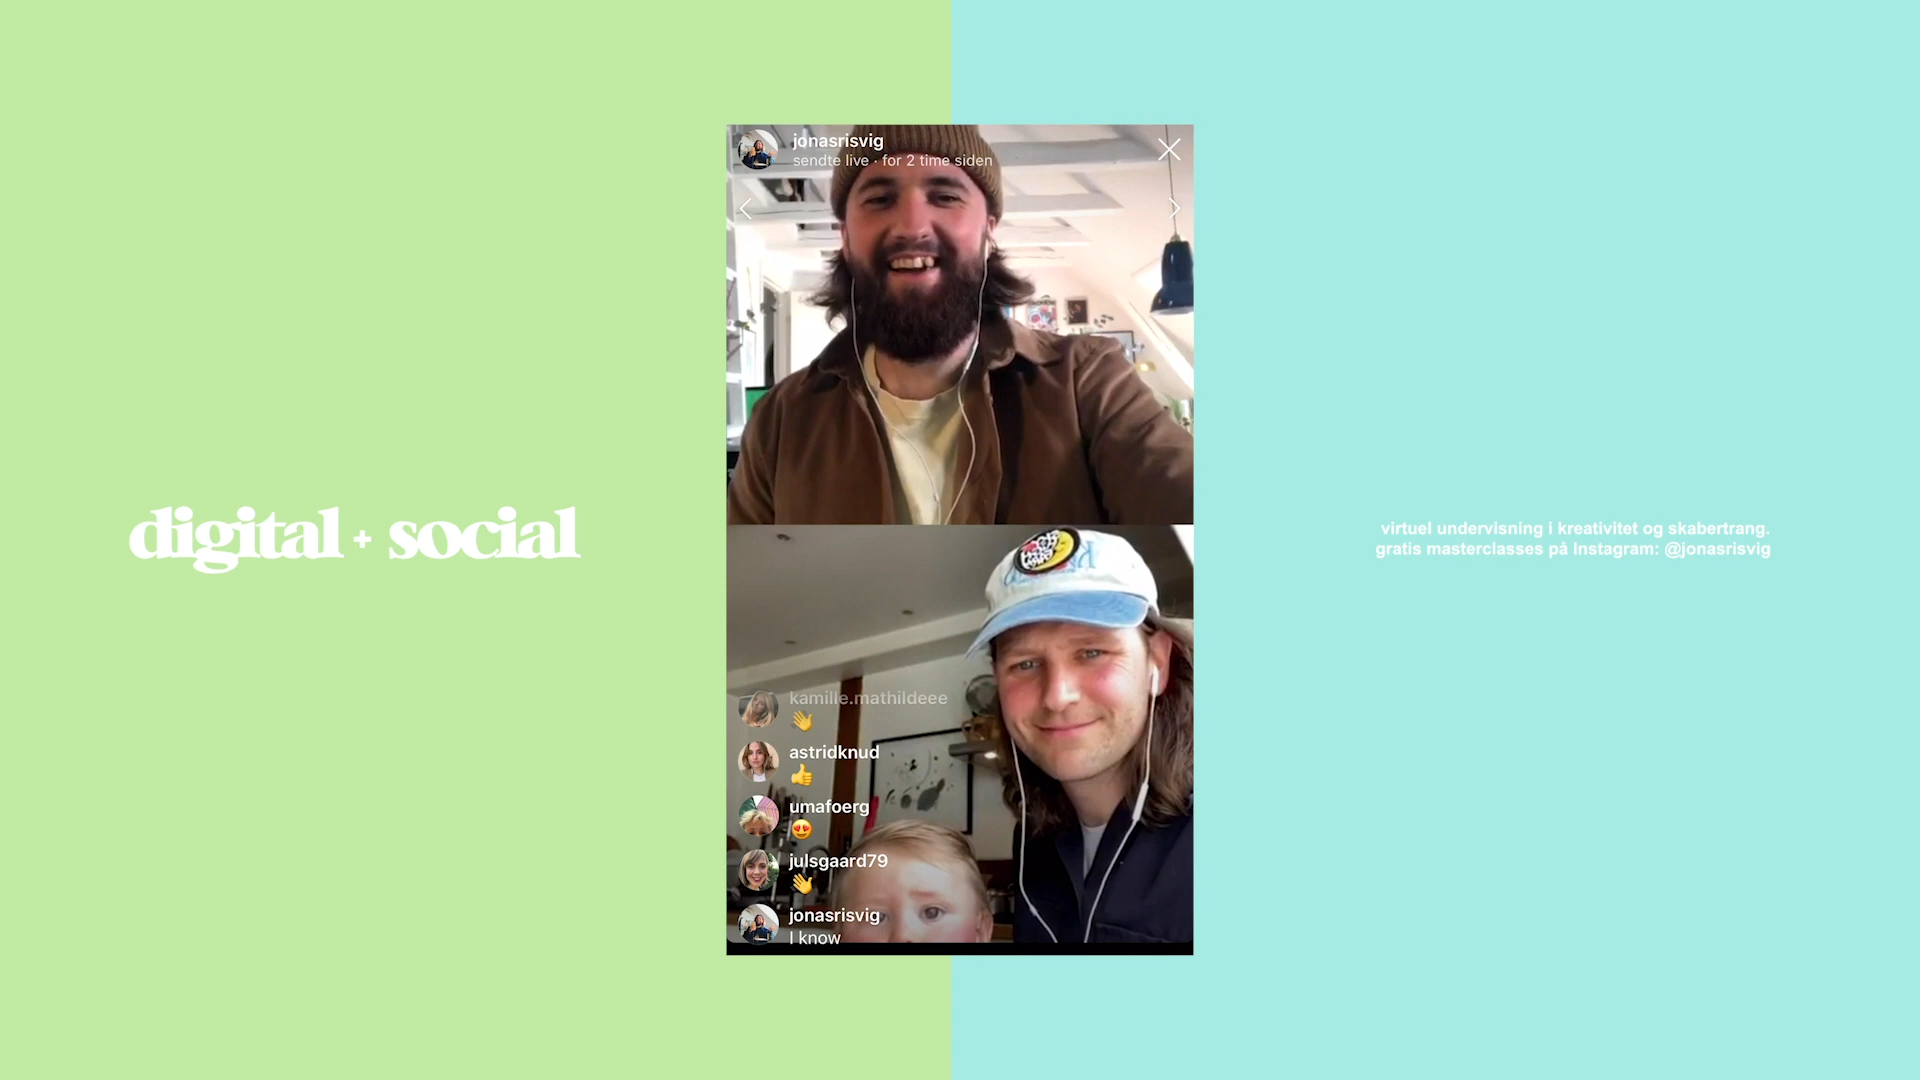 jonasrisvig
sendte live · for 2 time siden
digital + social
virtuel undervisning i kreativitet og skabertrang.
gratis masterclasses på Instagram: @jonasrisvig
kamille.mathildeee
👋
astridknud
👍
umafoerg
😍
julsgaard79
👋
jonasrisvig
I know